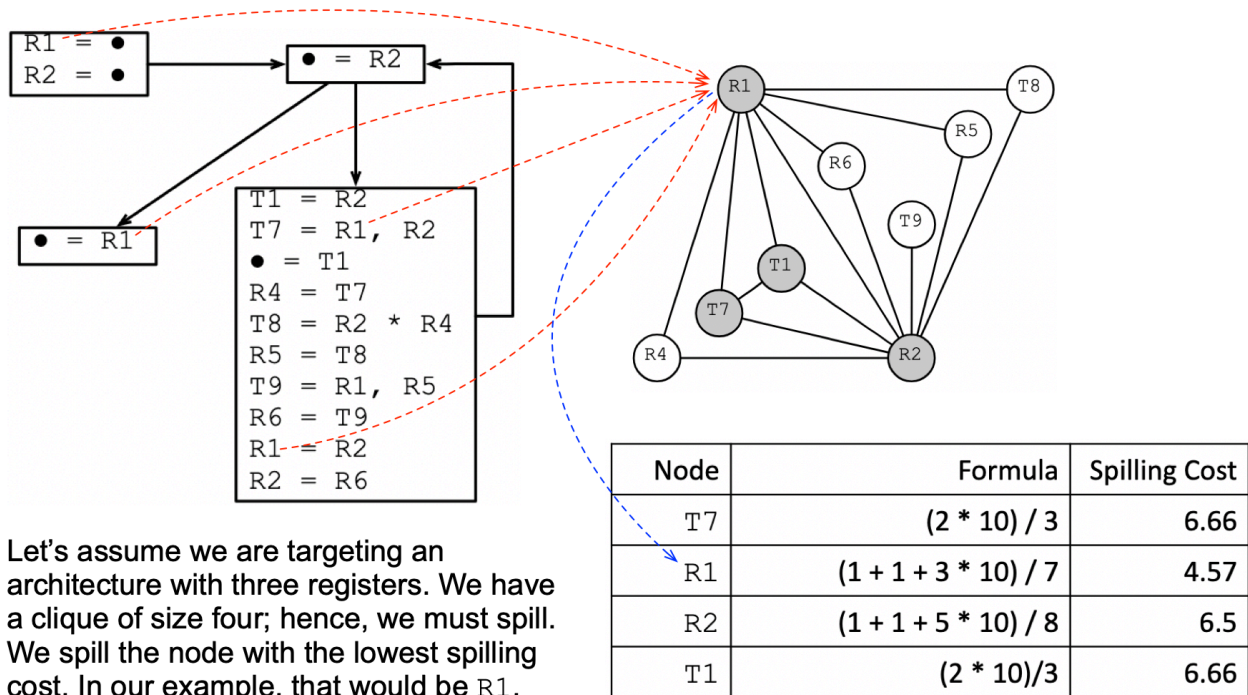 R1 = ●
R2 = ●
● = R2
● = R1
T1 = R2
T7 = R1, R2
● = T1
R4 = T7
T8 = R2 * R4
R5 = T8
T9 = R1, R5
R6 = T9
R1 = R2
R2 = R6
R1
T8
R5
R6
T9
T1
T7
R4
R2
Let's assume we are targeting an
architecture with three registers. We have
a clique of size four; hence, we must spill.
We spill the node with the lowest spilling
cost. In our example, that would be R1.
Node Formula Spilling Cost
T7 (2 * 10) / 3 6.66
R1 (1 + 1 + 3 * 10) / 7 4.57
R2 (1 + 1 + 5 * 10) / 8 6.5
T1 (2 * 10)/3 6.66